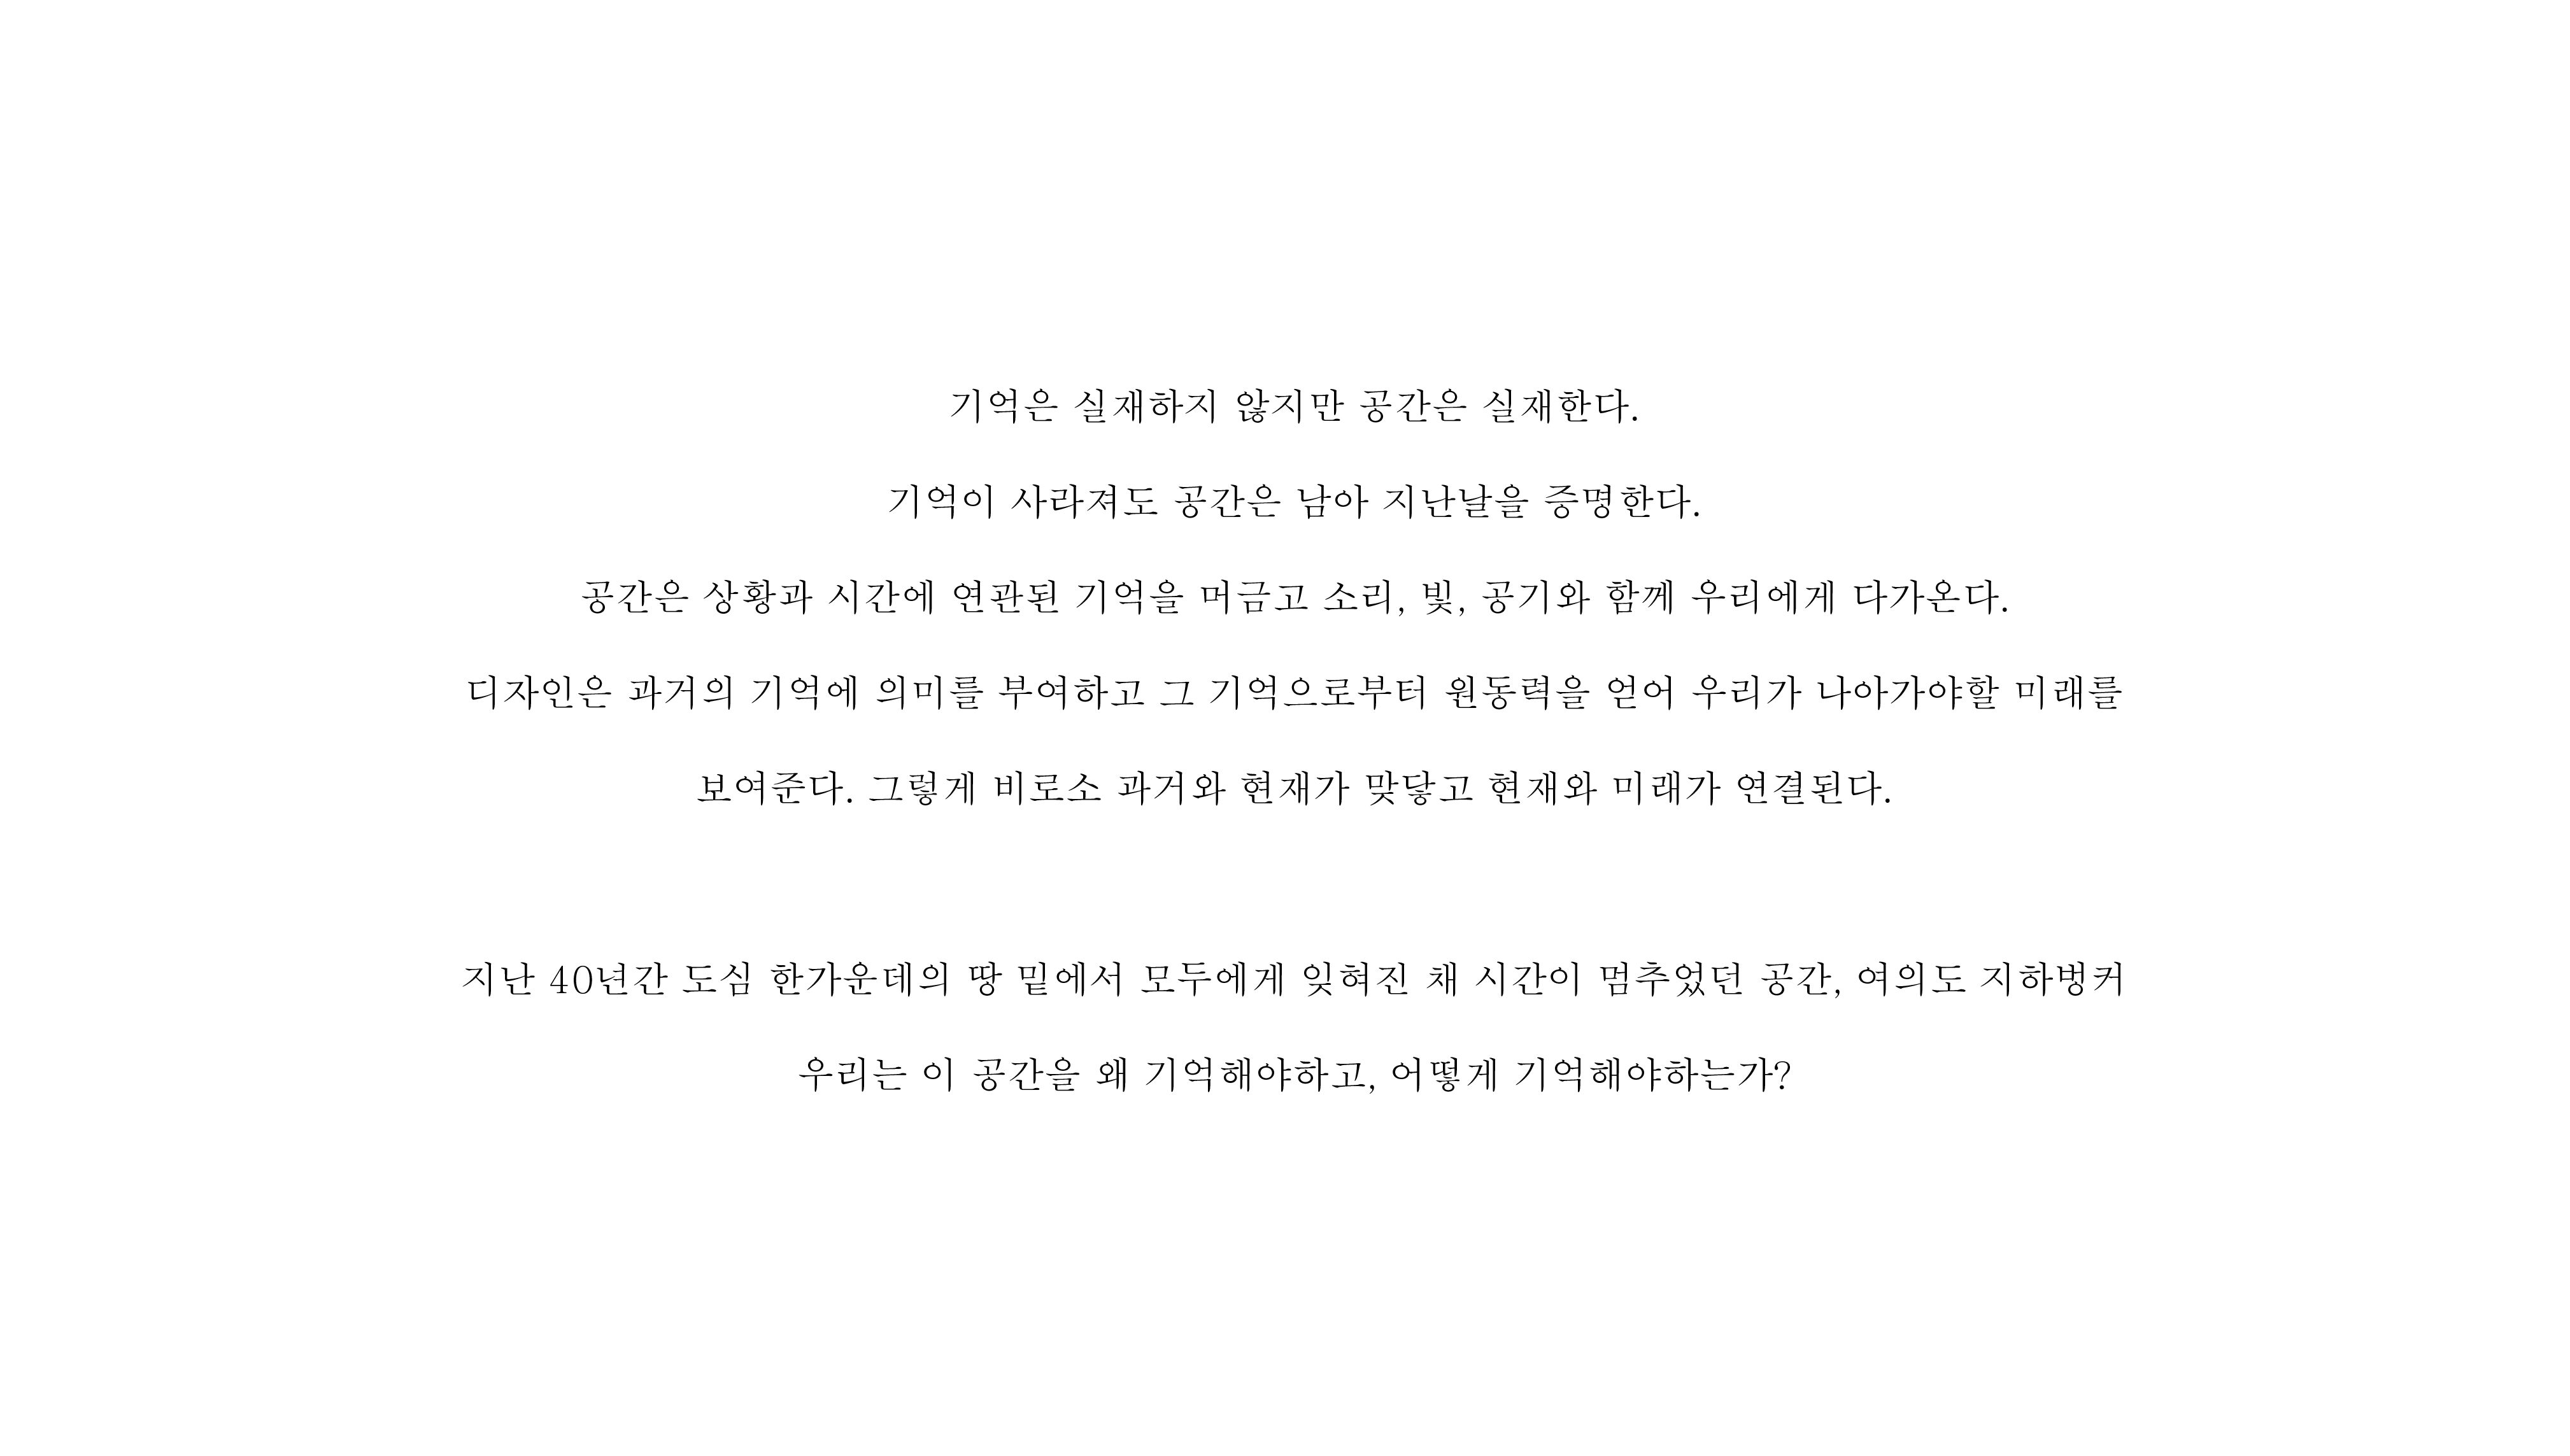 기억은 실재하지 않지만 공간은 실재한다.
기억이 사라져도 공간은 남아 지난날을 증명한다.
공간은 상황과 시간에 연관된 기억을 머금고 소리, 빛, 공기와 함께 우리에게 다가온다.
디자인은 과거의 기억에 의미를 부여하고 그 기억으로부터 원동력을 얻어 우리가 나아가야할 미래를
보여준다. 그렇게 비로소 과거와 현재가 맞닿고 현재와 미래가 연결된다.
지난 40년간 도심 한가운데의 땅 밑에서 모두에게 잊혀진 채 시간이 멈추었던 공간, 여의도 지하벙커
우리는 이 공간을 왜 기억해야하고, 어떻게 기억해야하는가?